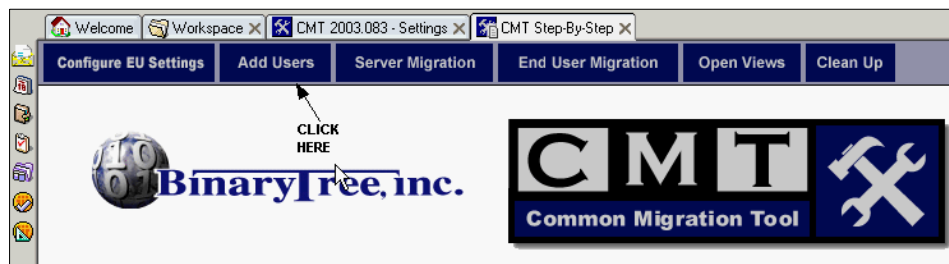 Welcome Workspace CMT 2003.083 - Settings CMT Step-By-Step
Configure EU Settings Add Users Server Migration End User Migration Open Views Clean Up
16
CLICK
HERE
BinaryTree, inc.
CMT
Common Migration Tool